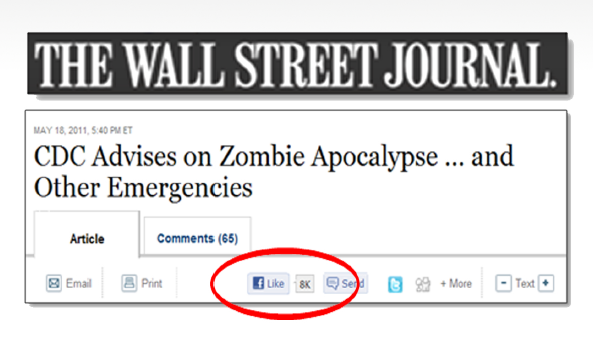 THE WALL STREET JOURNAL.
MAY 18, 2011, 5:40 PM ET
CDC Advises on Zombie Apocalypse ... and
Other Emergencies
Article Comments (65)
Email Print Like 8K Send + More - Text +